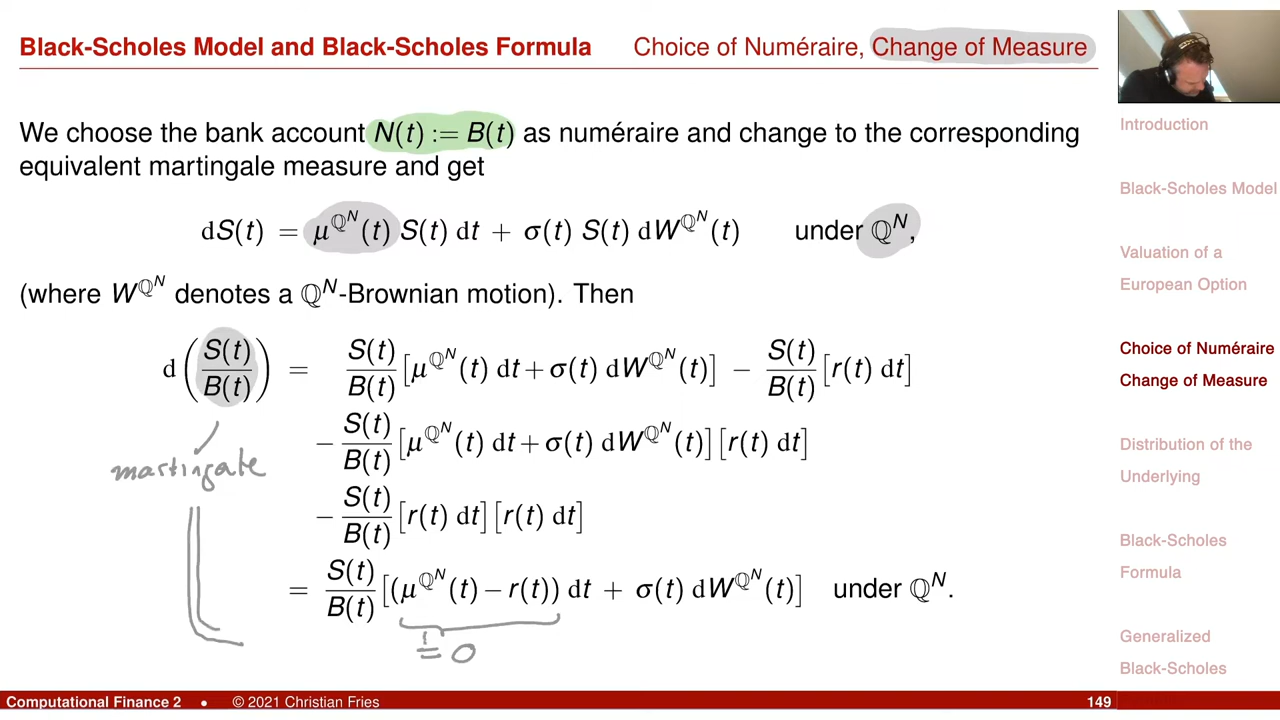 Black-Scholes Model and Black-Scholes Formula Choice of Numéraire, Change of Measure
We choose the bank account N(t) := B(t) as numéraire and change to the corresponding
equivalent martingale measure and get
dS(t) = μ^{ℚ^N}(t) S(t) dt + σ(t) S(t) dW^{ℚ^N}(t) under ℚ^N,
(where W^{ℚ^N} denotes a ℚ^N-Brownian motion). Then
d(S(t)/B(t)) = S(t)/B(t) [μ^{ℚ^N}(t) dt + σ(t) dW^{ℚ^N}(t)] − S(t)/B(t) [r(t) dt]
− S(t)/B(t) [μ^{ℚ^N}(t) dt + σ(t) dW^{ℚ^N}(t)] [r(t) dt]
martingale
− S(t)/B(t) [r(t) dt] [r(t) dt]
= S(t)/B(t) [(μ^{ℚ^N}(t) − r(t)) dt + σ(t) dW^{ℚ^N}(t)] under ℚ^N.
!= 0
Introduction
Black-Scholes Model
Valuation of a
European Option
Choice of Numéraire
Change of Measure
Distribution of the
Underlying
Black-Scholes
Formula
Generalized
Black-Scholes
Computational Finance 2 • © 2021 Christian Fries 149